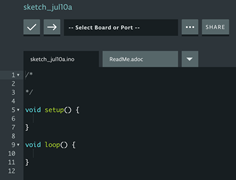 sketch_jul10a
-- Select Board or Port --
SHARE
sketch_jul10a.ino
ReadMe.adoc
1 /*
2
3 */
4
5 void setup() {
6
7 }
8
9 void loop() {
10
11 }
12